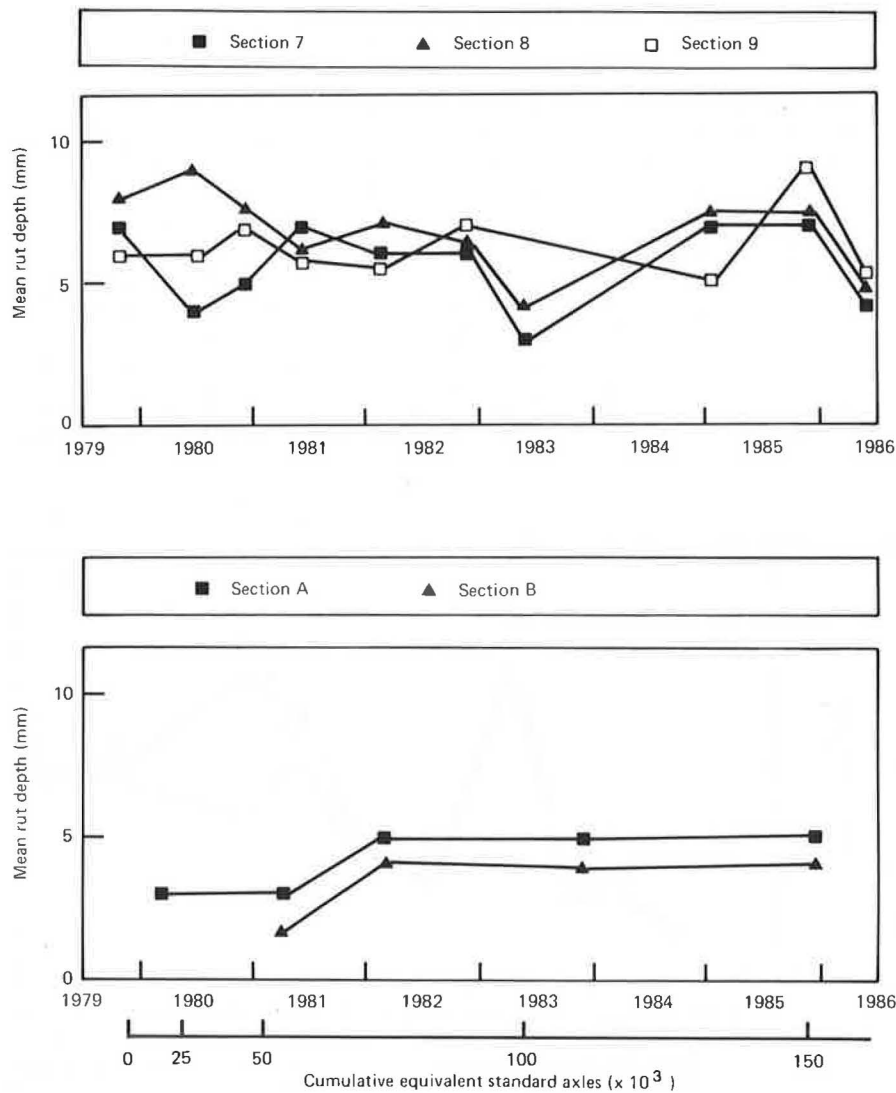 Section 7 Section 8 Section 9
Mean rut depth (mm)
10
5
0
1979 1980 1981 1982 1983 1984 1985 1986
Section A Section B
Mean rut depth (mm)
10
5
0
1979 1980 1981 1982 1983 1984 1985 1986
0 25 50 100 150
Cumulative equivalent standard axles (x 10³)